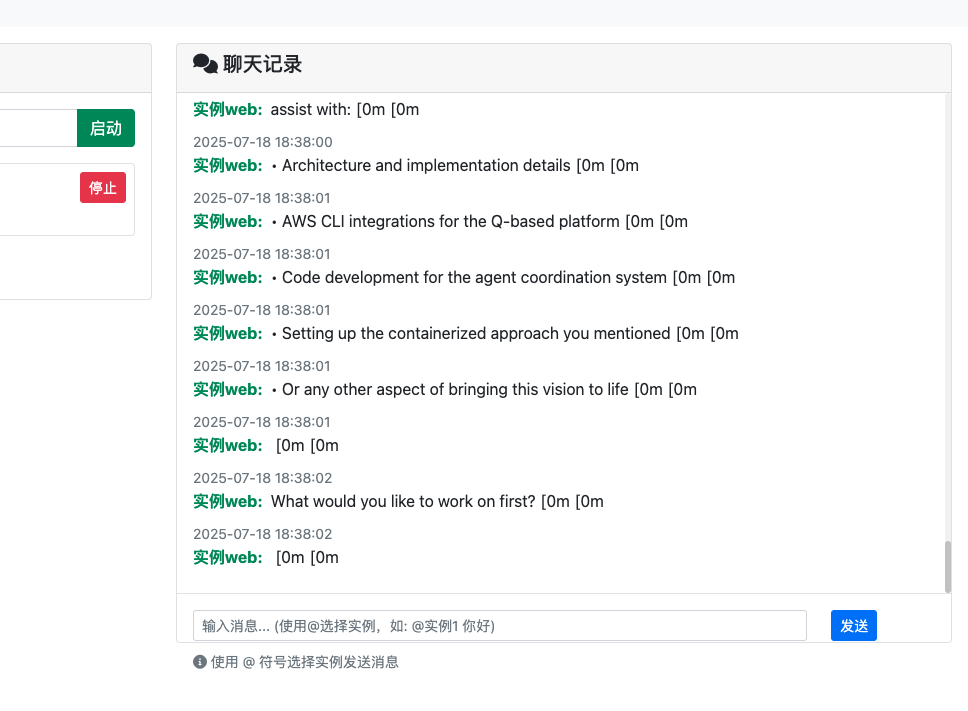 启动
停止
聊天记录
实例web: assist with: [0m [0m
2025-07-18 18:38:00
实例web: • Architecture and implementation details [0m [0m
2025-07-18 18:38:01
实例web: • AWS CLI integrations for the Q-based platform [0m [0m
2025-07-18 18:38:01
实例web: • Code development for the agent coordination system [0m [0m
2025-07-18 18:38:01
实例web: • Setting up the containerized approach you mentioned [0m [0m
2025-07-18 18:38:01
实例web: • Or any other aspect of bringing this vision to life [0m [0m
2025-07-18 18:38:01
实例web: [0m [0m
2025-07-18 18:38:02
实例web: What would you like to work on first? [0m [0m
2025-07-18 18:38:02
实例web: [0m [0m
输入消息... (使用@选择实例，如: @实例1 你好)
发送
使用 @ 符号选择实例发送消息